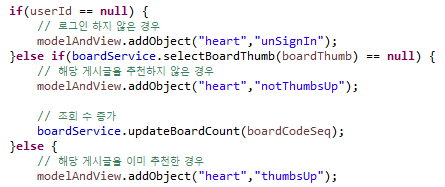 if(userId == null) {
// 로그인 하지 않은 경우
modelAndView.addObject("heart","unSignIn");
}else if(boardService.selectBoardThumb(boardThumb) == null) {
// 해당 게시글을 추천하지 않은 경우
modelAndView.addObject("heart","notThumbsUp");
// 조회 수 증가
boardService.updateBoardCount(boardCodeSeq);
}else {
// 해당 게시글을 이미 추천한 경우
modelAndView.addObject("heart","thumbsUp");